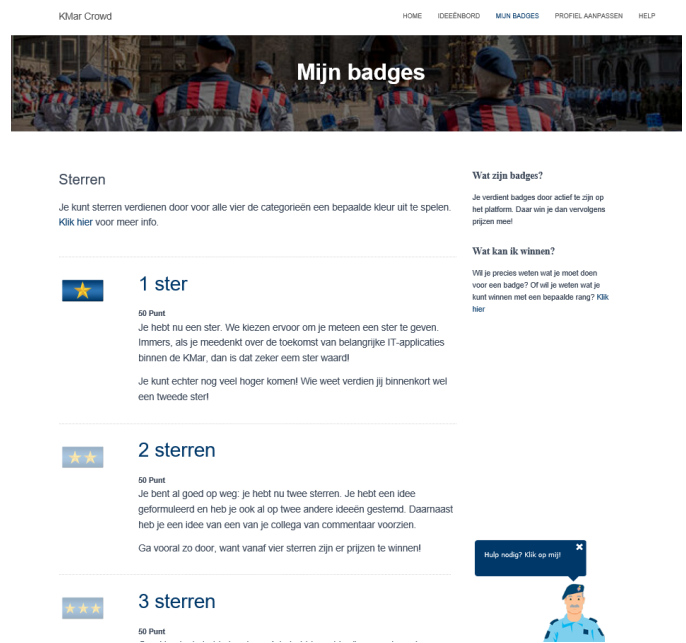 KMar Crowd
HOME IDEEËNBORD MIJN BADGES PROFIEL AANPASSEN HELP
Mijn badges
Sterren
Je kunt sterren verdienen door voor alle vier de categorieën een bepaalde kleur uit te spelen.
Klik hier voor meer info.
1 ster
50 Punt
Je hebt nu een ster. We kiezen ervoor om je meteen een ster te geven.
Immers, als je meedenkt over de toekomst van belangrijke IT-applicaties
binnen de KMar, dan is dat zeker eem ster waard!
Je kunt echter nog veel hoger komen! Wie weet verdien jij binnenkort wel
een tweede ster!
2 sterren
50 Punt
Je bent al goed op weg: je hebt nu twee sterren. Je hebt een idee
geformuleerd en heb je ook al op twee andere ideeën gestemd. Daarnaast
heb je een idee van een van je collega van commentaar voorzien.
Ga vooral zo door, want vanaf vier sterren zijn er prijzen te winnen!
3 sterren
50 Punt
Wat zijn badges?
Je verdient badges door actief te zijn op
het platform. Daar win je dan vervolgens
prijzen mee!
Wat kan ik winnen?
Wil je precies weten wat je moet doen
voor een badge? Of wil je weten wat je
kunt winnen met een bepaalde rang? Klik
hier
Hulp nodig? Klik op mij!